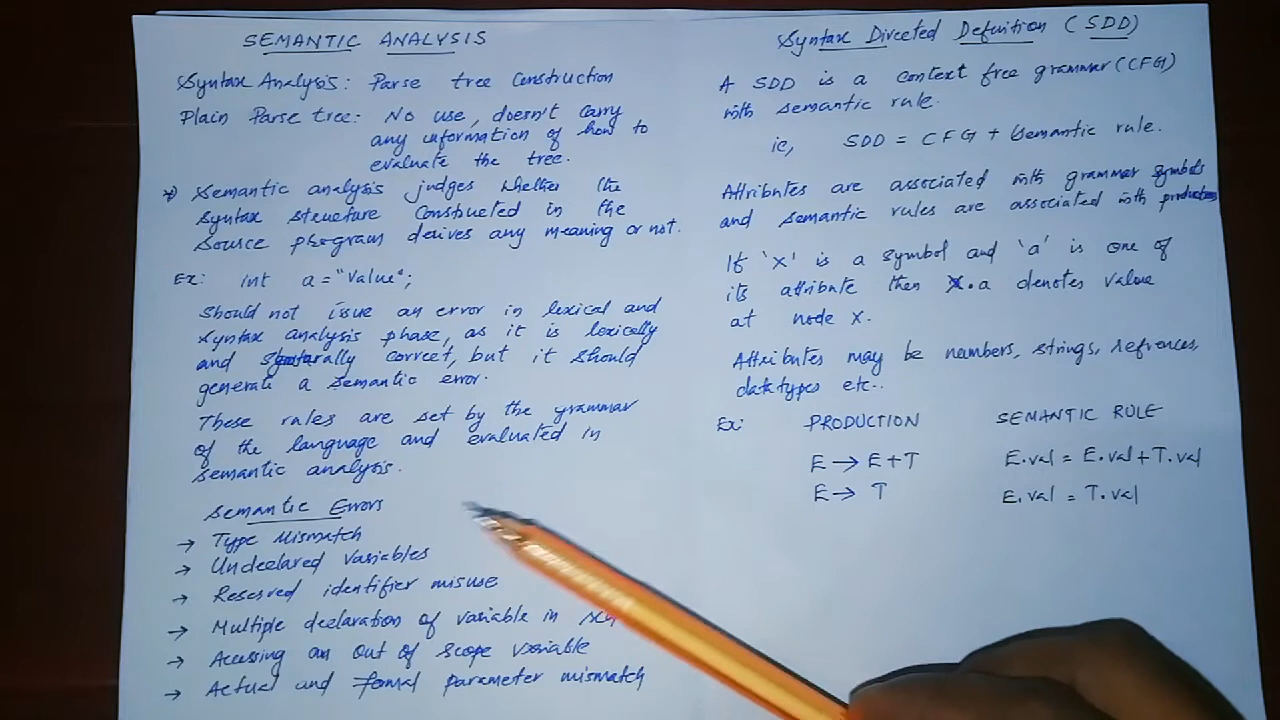 SEMANTIC ANALYSIS
Syntax Analysis: Parse tree Construction
Plain Parse tree: No use, doesn't carry
any information of how to
evaluate the tree.
*) Semantic analysis judges whether the
syntax structure constructed in the
source program derives any meaning or not.
Ex: int a = "Value";
Should not issue an error in lexical and
syntax analysis phase, as it is lexically
and correct, but it should
generate a semantic error.
These rules are set by the grammar
of the language and evaluated in
semantic analysis.
Semantic Errors
→ Type Mismatch
→ Undeclared variables
→ Reserved identifier misuse
→ Multiple declaration of variable in
→ Accessing an out of scope variable
→ Actual and formal parameter mismatch
Syntax Directed Definition (SDD)
A SDD is a context free grammar (CFG)
with semantic rule.
ie, SDD = CFG + Semantic rule.
Attributes are associated with grammar symbols
and semantic rules are associated with productions
If 'X' is a symbol and 'a' is one of
its attribute then X.a denotes value
at node X.
Attributes may be numbers, strings, refrences,
datatypes etc..
Ex: PRODUCTION SEMANTIC RULE
E → E+T E.val = E.val + T.val
E → T E.val = T.val